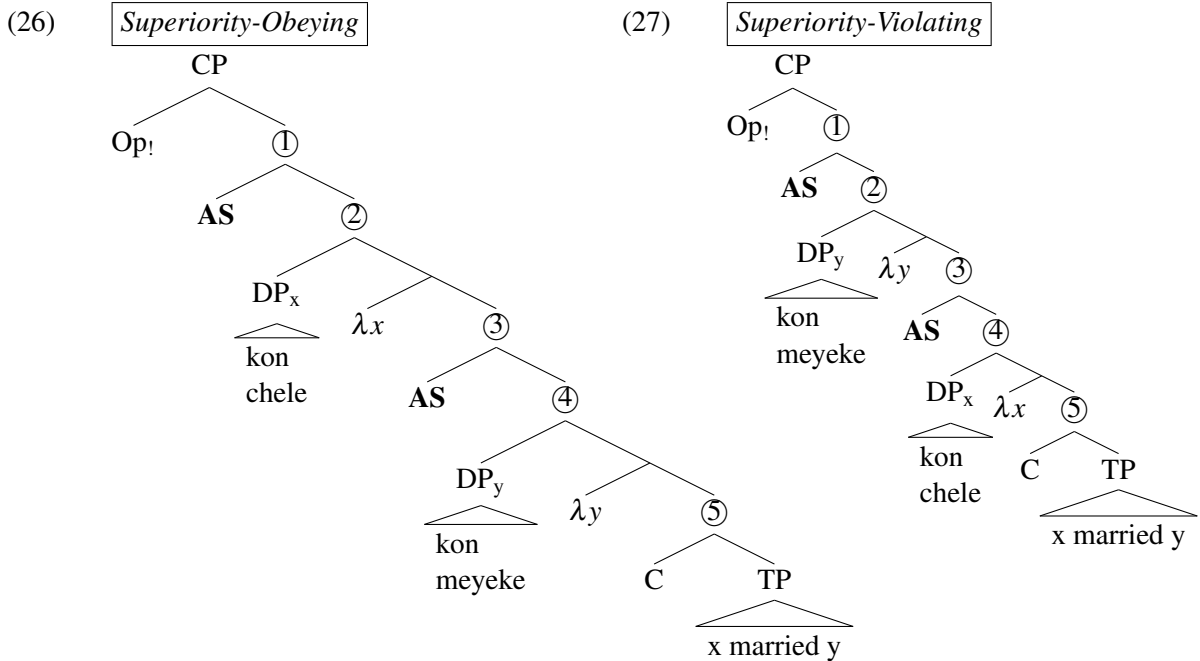 (26) Superiority-Obeying
CP
Op!
①
AS
②
DPx
kon
chele
λx
③
AS
④
DPy
kon
meyeke
λy
⑤
C
TP
x married y
(27) Superiority-Violating
CP
Op!
①
AS
②
DPy
kon
meyeke
λy
③
AS
④
DPx
kon
chele
λx
⑤
C
TP
x married y